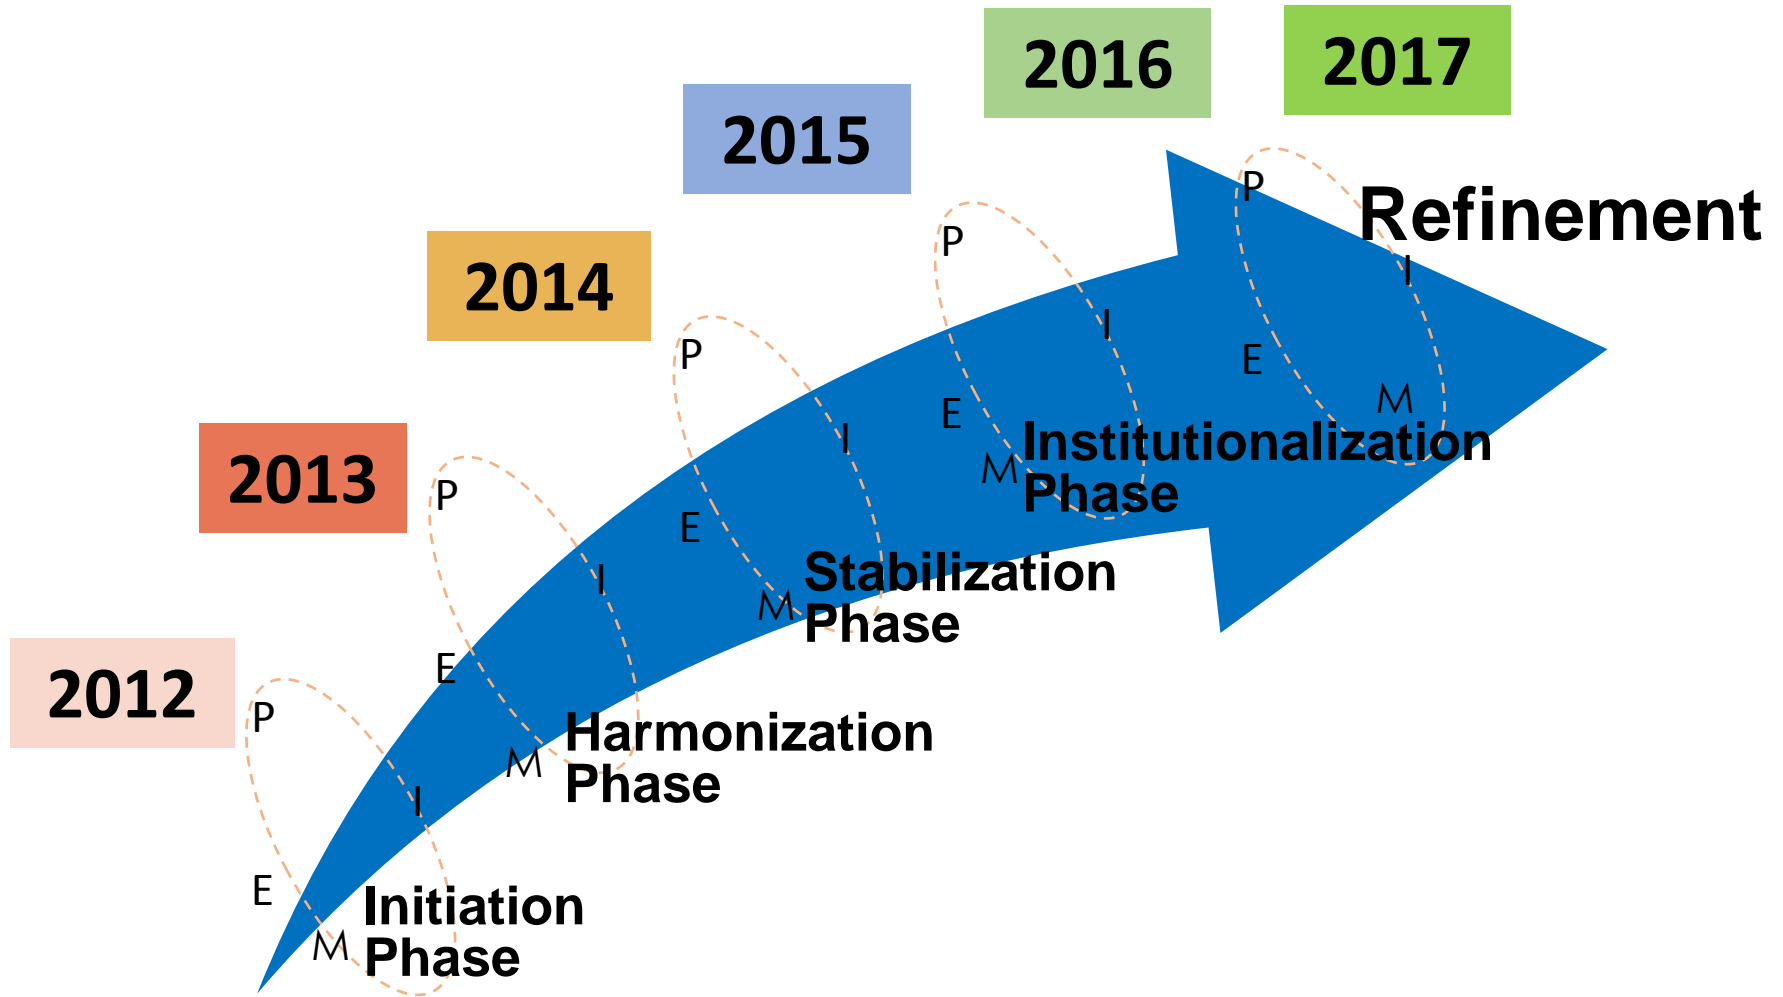 2012
P
I
E
M
Initiation
Phase
2013
P
I
E
M
Harmonization
Phase
2014
P
I
E
M
Stabilization
Phase
2015
P
I
E
M
Institutionalization
Phase
2016
2017
P
Refinement
I
E
M